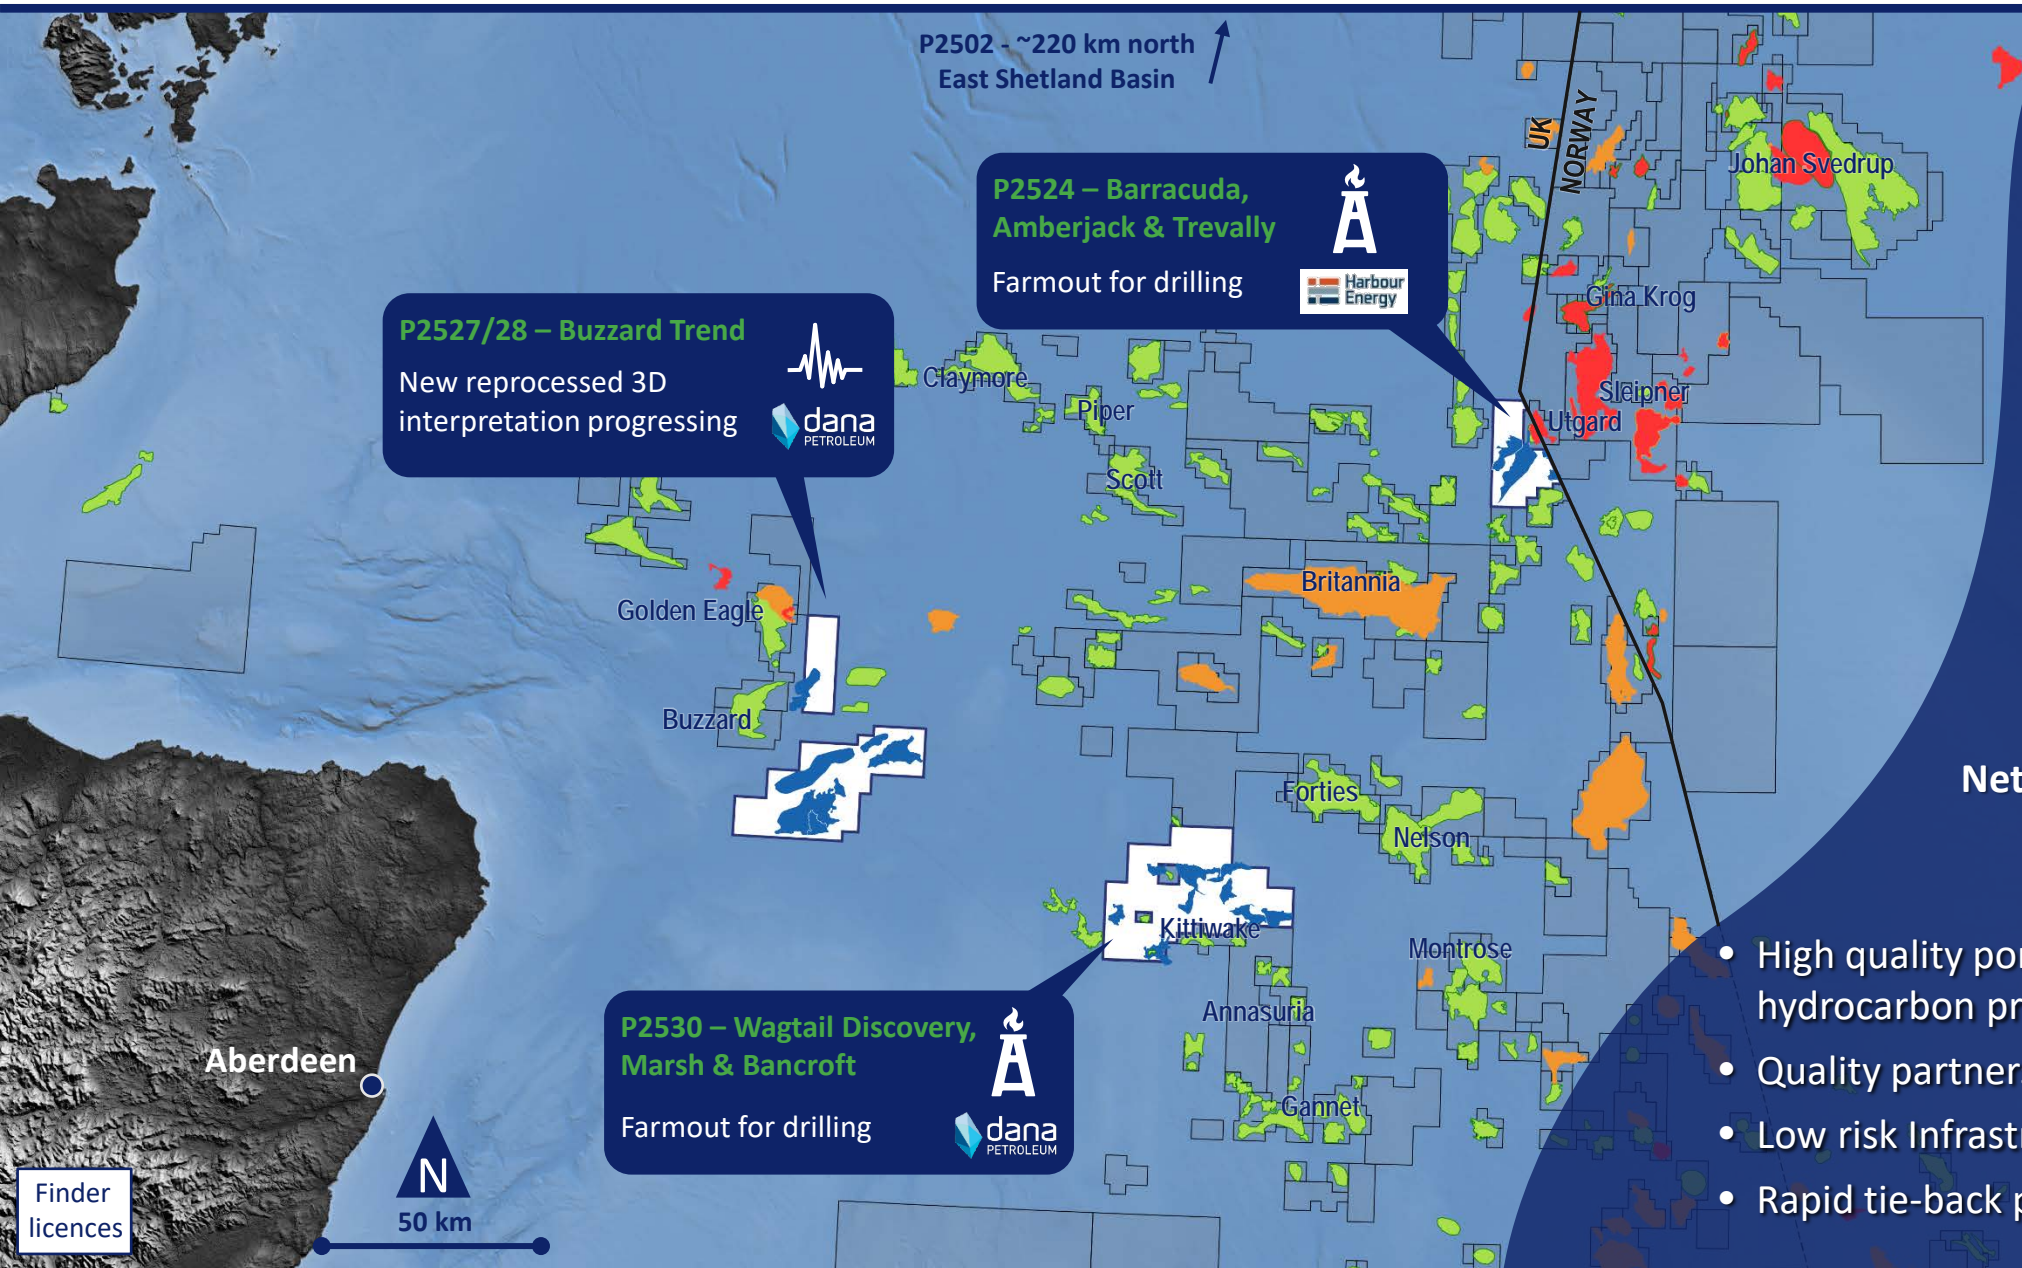 P2502 - ~220 km north
East Shetland Basin
UK
NORWAY
Johan Svedrup
P2524 – Barracuda,
Amberjack & Trevally
Farmout for drilling
Harbour
Energy
Gina Krog
P2527/28 – Buzzard Trend
New reprocessed 3D
interpretation progressing
dana
PETROLEUM
Claymore
Piper
Sleipner
Utgard
Scott
Britannia
Golden Eagle
Buzzard
Forties
Nelson
Net
Kittiwake
Montrose
Annasuria
Gannet
P2530 – Wagtail Discovery,
Marsh & Bancroft
Farmout for drilling
dana
PETROLEUM
Aberdeen
N
50 km
Finder
licences
• High quality por
hydrocarbon pr
• Quality partner
• Low risk Infrast
• Rapid tie-back p